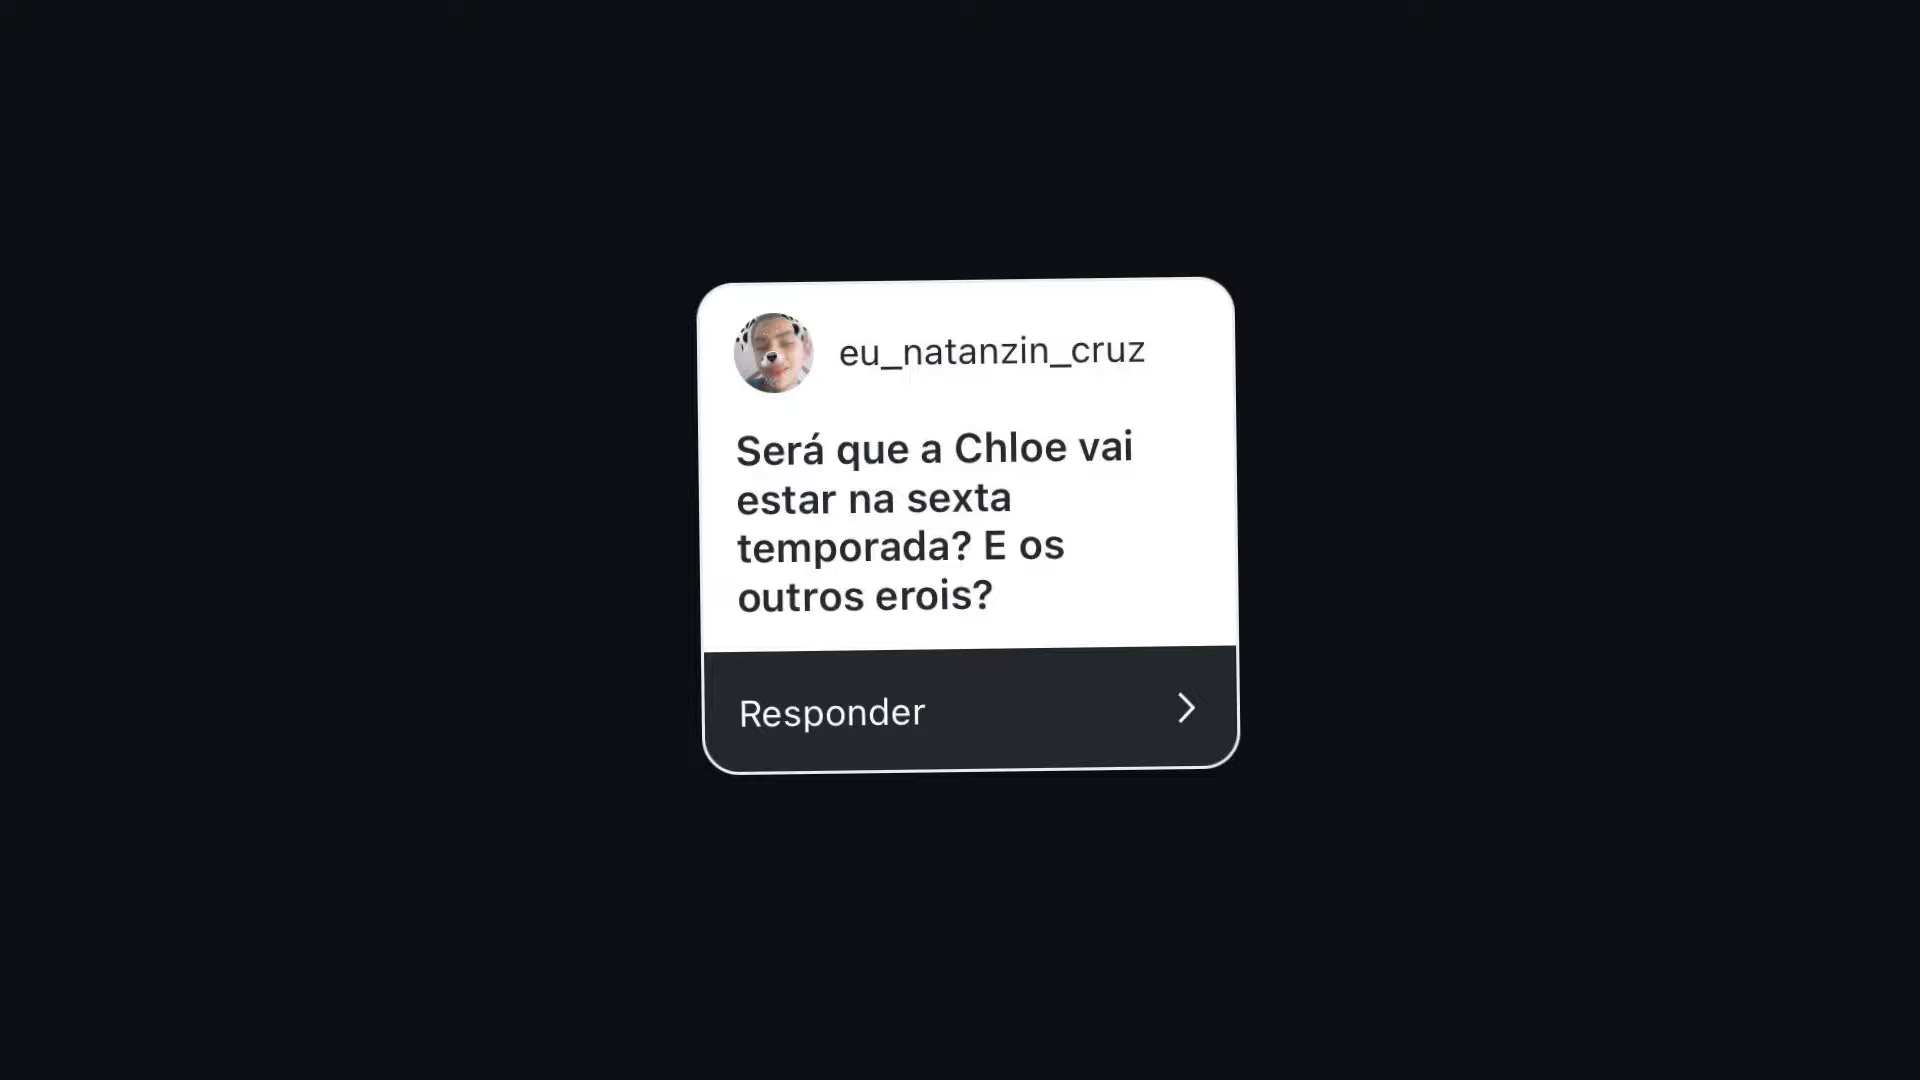 eu_natanzin_cruz
Será que a Chloe vai
estar na sexta
temporada? E os
outros erois?
Responder